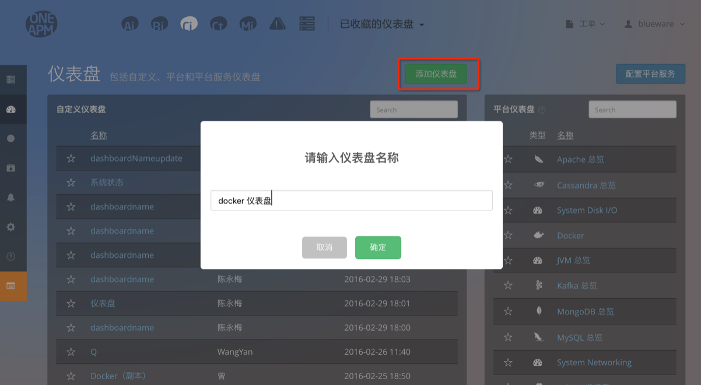 ONE APM
Ai Bi Ci Ct Mi 已收藏的仪表盘 工单 blueware
仪表盘 包括自定义、平台和平台服务仪表盘 添加仪表盘 配置平台服务
自定义仪表盘 Search 平台仪表盘 Search
名称 类型 名称
请输入仪表盘名称
docker 仪表盘
取消 确定
dashboardNameupdate Apache 总览
系统状态 Cassandra 总览
dashboardname System Disk I/O
dashboardname Docker
dashboardname JVM 总览
dashboardname 陈永梅 2016-02-29 18:03 Kafka 总览
仪表盘 陈永梅 2016-02-29 18:01 MongoDB 总览
dashboardname 陈永梅 2016-02-29 18:00 MySQL 总览
Q WangYan 2016-02-26 11:40 System Networking
Docker（副本） 曾 2016-02-25 18:50